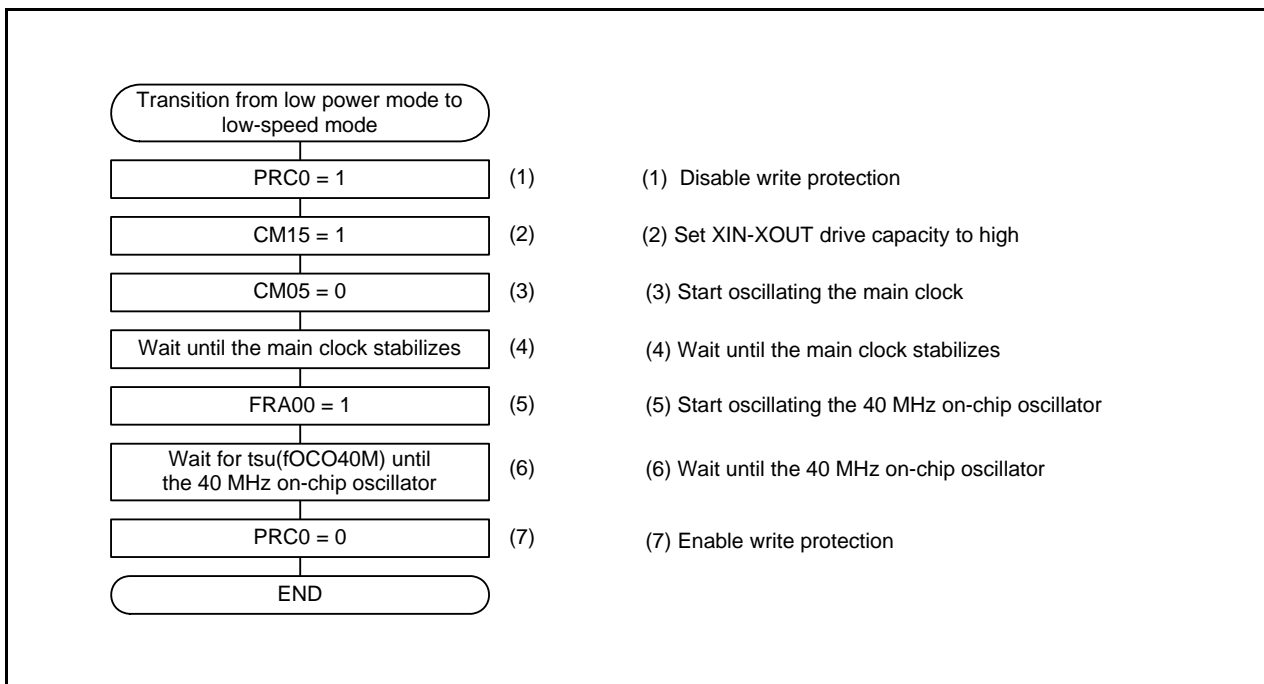 Transition from low power mode to
low-speed mode
PRC0 = 1 (1) (1) Disable write protection
CM15 = 1 (2) (2) Set XIN-XOUT drive capacity to high
CM05 = 0 (3) (3) Start oscillating the main clock
Wait until the main clock stabilizes (4) (4) Wait until the main clock stabilizes
FRA00 = 1 (5) (5) Start oscillating the 40 MHz on-chip oscillator
Wait for tsu(fOCO40M) until
the 40 MHz on-chip oscillator (6) (6) Wait until the 40 MHz on-chip oscillator
PRC0 = 0 (7) (7) Enable write protection
END